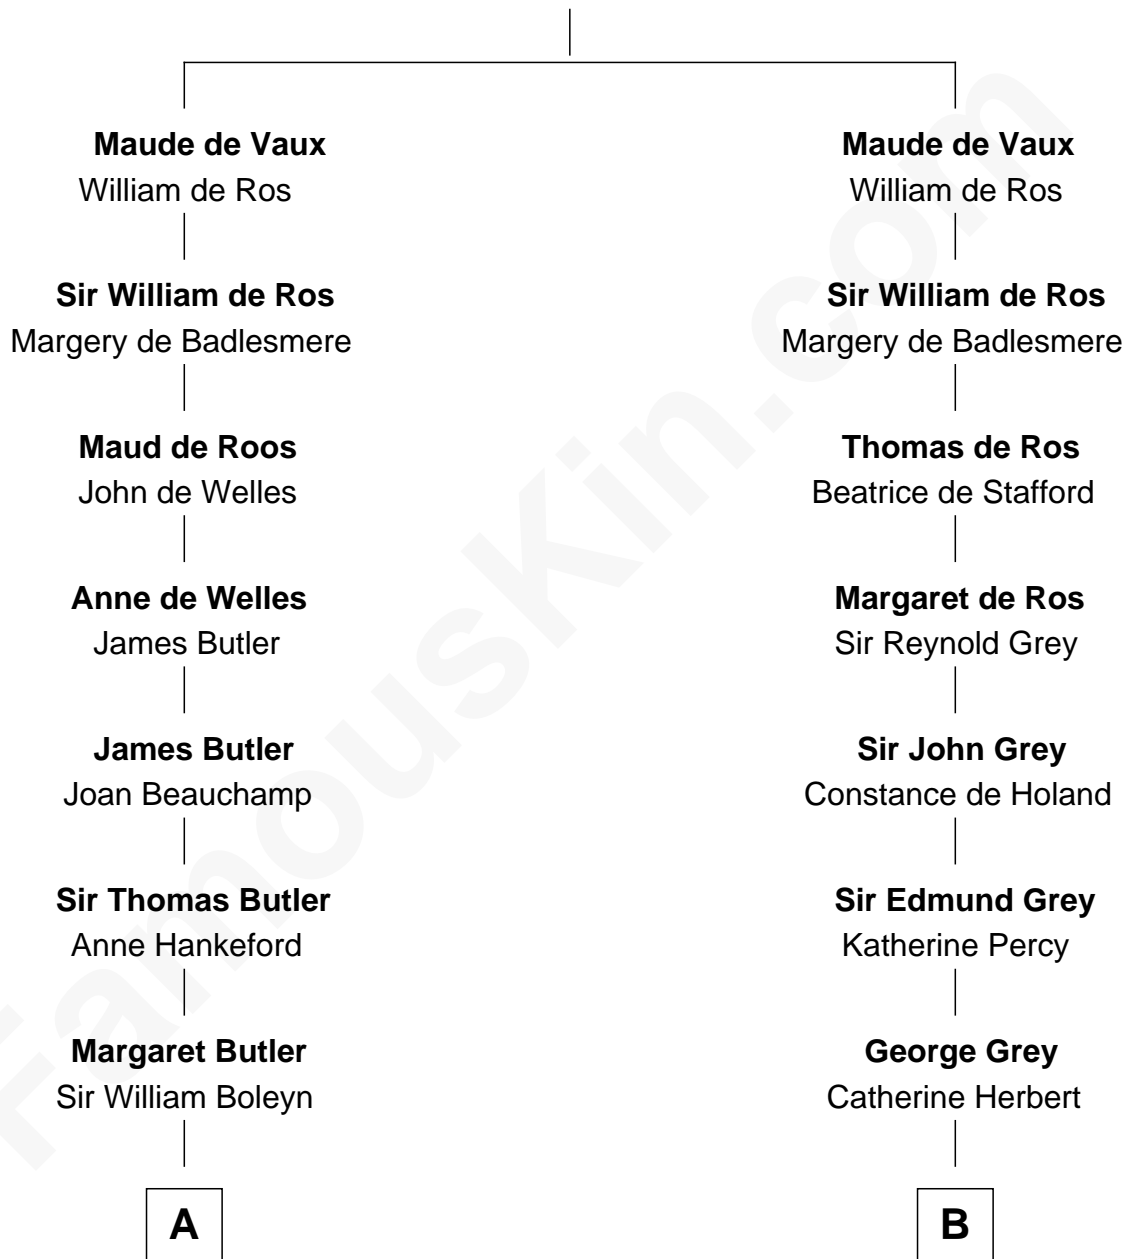 Maude de Vaux
William de Ros
Sir William de Ros
Margery de Badlesmere
Maud de Roos
John de Welles
Anne de Welles
James Butler
James Butler
Joan Beauchamp
Sir Thomas Butler
Anne Hankeford
Margaret Butler
Sir William Boleyn
A
Maude de Vaux
William de Ros
Sir William de Ros
Margery de Badlesmere
Thomas de Ros
Beatrice de Stafford
Margaret de Ros
Sir Reynold Grey
Sir John Grey
Constance de Holand
Sir Edmund Grey
Katherine Percy
George Grey
Catherine Herbert
B
FamousKin.com